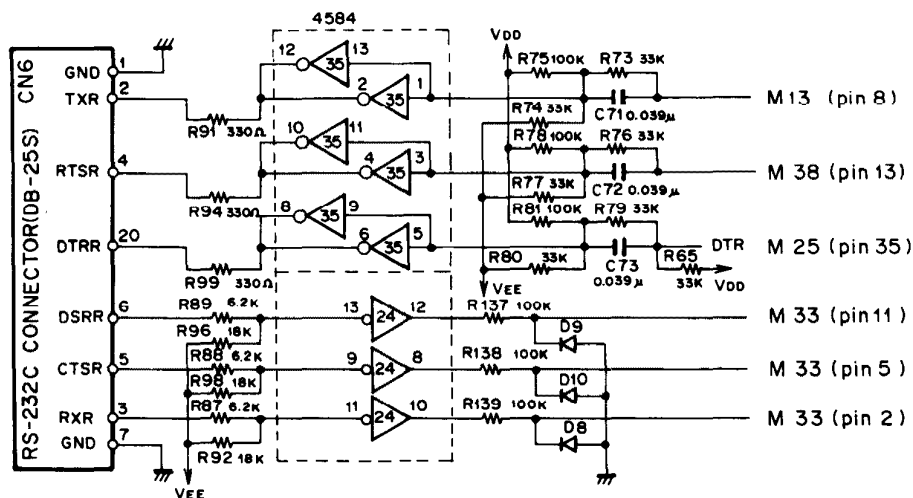 4584
RS-232C CONNECTOR(DB-25S) CN6
GND 1
TXR 2
RTSR 4
DTRR 20
DSRR 6
CTSR 5
RXR 3
GND 7
R91 330Ω
R94 330Ω
R99 330Ω
R89 6.2K
R96 18K
R88 6.2K
R98 18K
R87 6.2K
R92 18K
VEE
12 35 13
2 35 1
10 35 11
4 35 3
8 35 9
6 35 5
13 24 12
9 24 8
11 24 10
VDD
R75 100K R73 33K
R74 33K C71 0.039μ
M13 (pin 8)
R78 100K R76 33K
R77 33K C72 0.039μ
M 38 (pin 13)
R81 100K R79 33K
R80 33K C73 0.039μ
DTR M 25 (pin 35)
R65 33K VDD
VEE
R137 100K M 33 (pin11)
D9
R138 100K M 33 (pin 5)
D10
R139 100K M 33 (pin 2)
D8